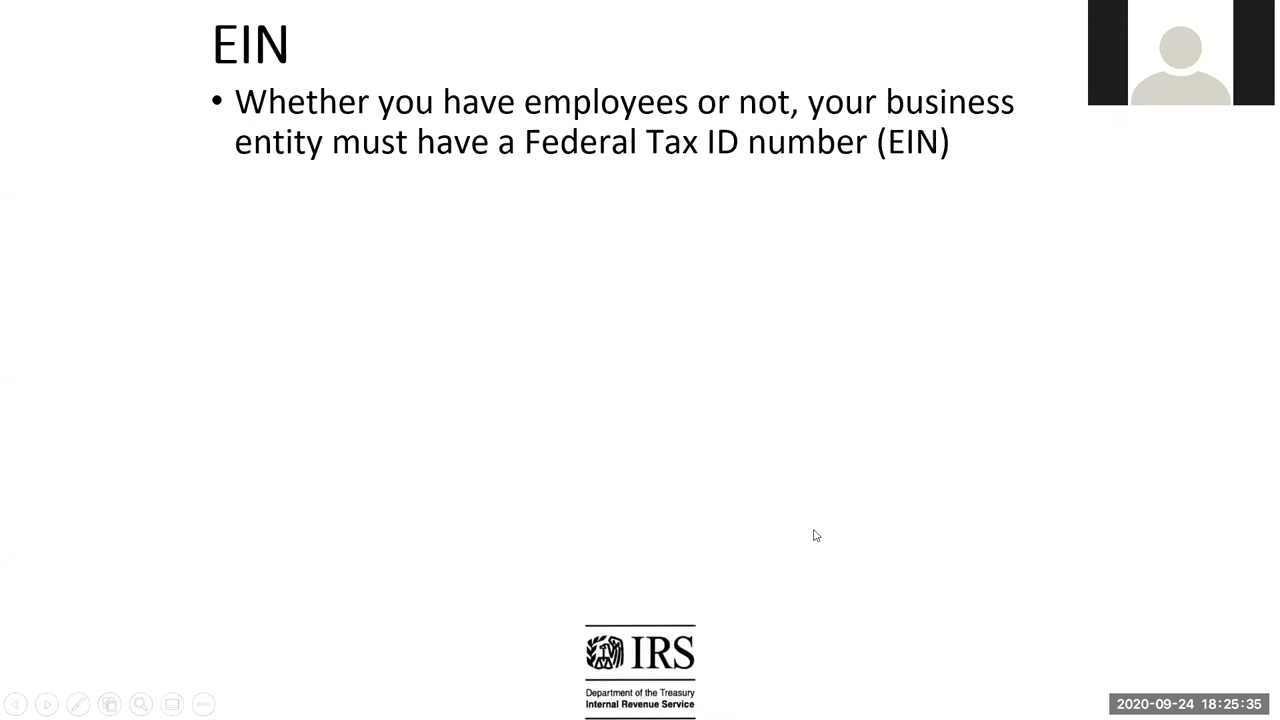 EIN
• Whether you have employees or not, your business
entity must have a Federal Tax ID number (EIN)
IRS
Department of the Treasury
Internal Revenue Service
2020-09-24 18:25:35